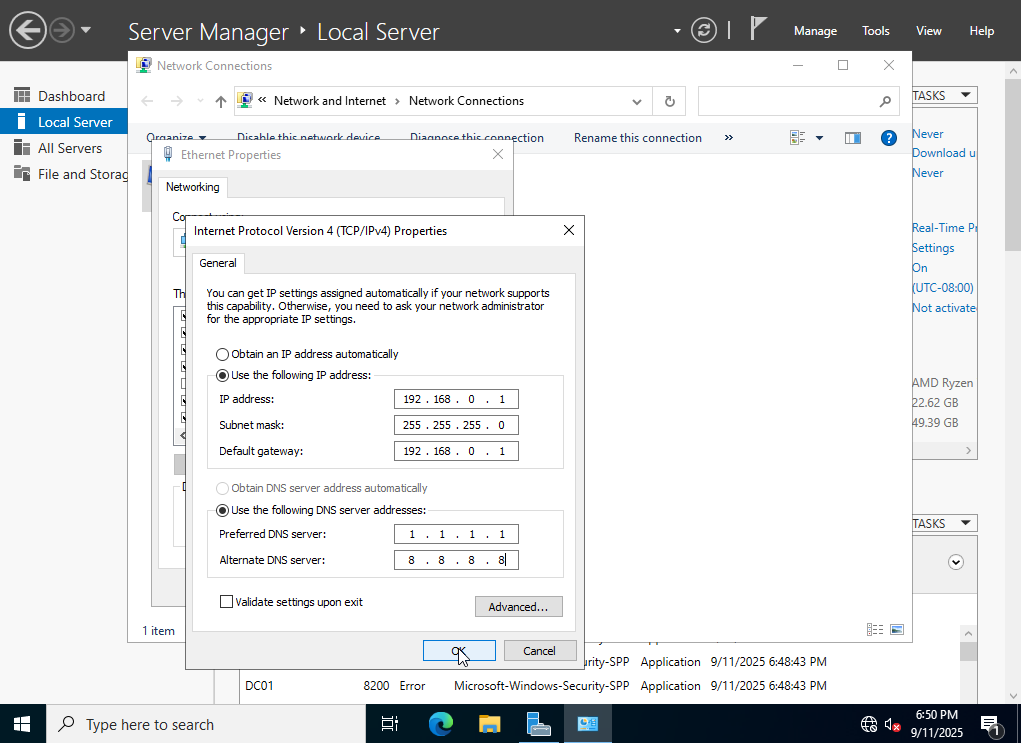 Server Manager ‣ Local Server
Manage Tools View Help
Network Connections
Dashboard
Local Server
All Servers
File and Storag
« Network and Internet › Network Connections
Organize Disable this network device Diagnose this connection Rename this connection »
Ethernet Properties
Networking
Internet Protocol Version 4 (TCP/IPv4) Properties
General
You can get IP settings assigned automatically if your network supports
this capability. Otherwise, you need to ask your network administrator
for the appropriate IP settings.
Obtain an IP address automatically
Use the following IP address:
IP address: 192 . 168 . 0 . 1
Subnet mask: 255 . 255 . 255 . 0
Default gateway: 192 . 168 . 0 . 1
Obtain DNS server address automatically
Use the following DNS server addresses:
Preferred DNS server: 1 . 1 . 1 . 1
Alternate DNS server: 8 . 8 . 8 . 8
Validate settings upon exit
Advanced...
OK Cancel
1 item
TASKS
Never
Download u
Never
Real-Time Pr
Settings
On
(UTC-08:00)
Not activate
AMD Ryzen
22.62 GB
49.39 GB
TASKS
urity-SPP Application 9/11/2025 6:48:43 PM
DC01 8200 Error Microsoft-Windows-Security-SPP Application 9/11/2025 6:48:43 PM
Type here to search
6:50 PM
9/11/2025
1